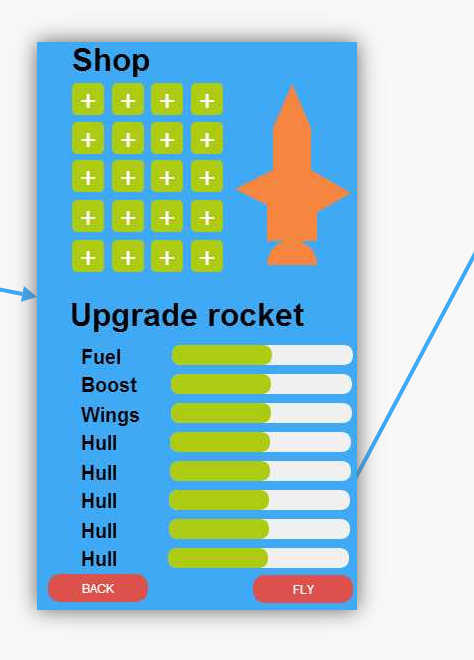 Shop
+ + + +
+ + + +
+ + + +
+ + + +
+ + + +
Upgrade rocket
Fuel
Boost
Wings
Hull
Hull
Hull
Hull
Hull
BACK FLY